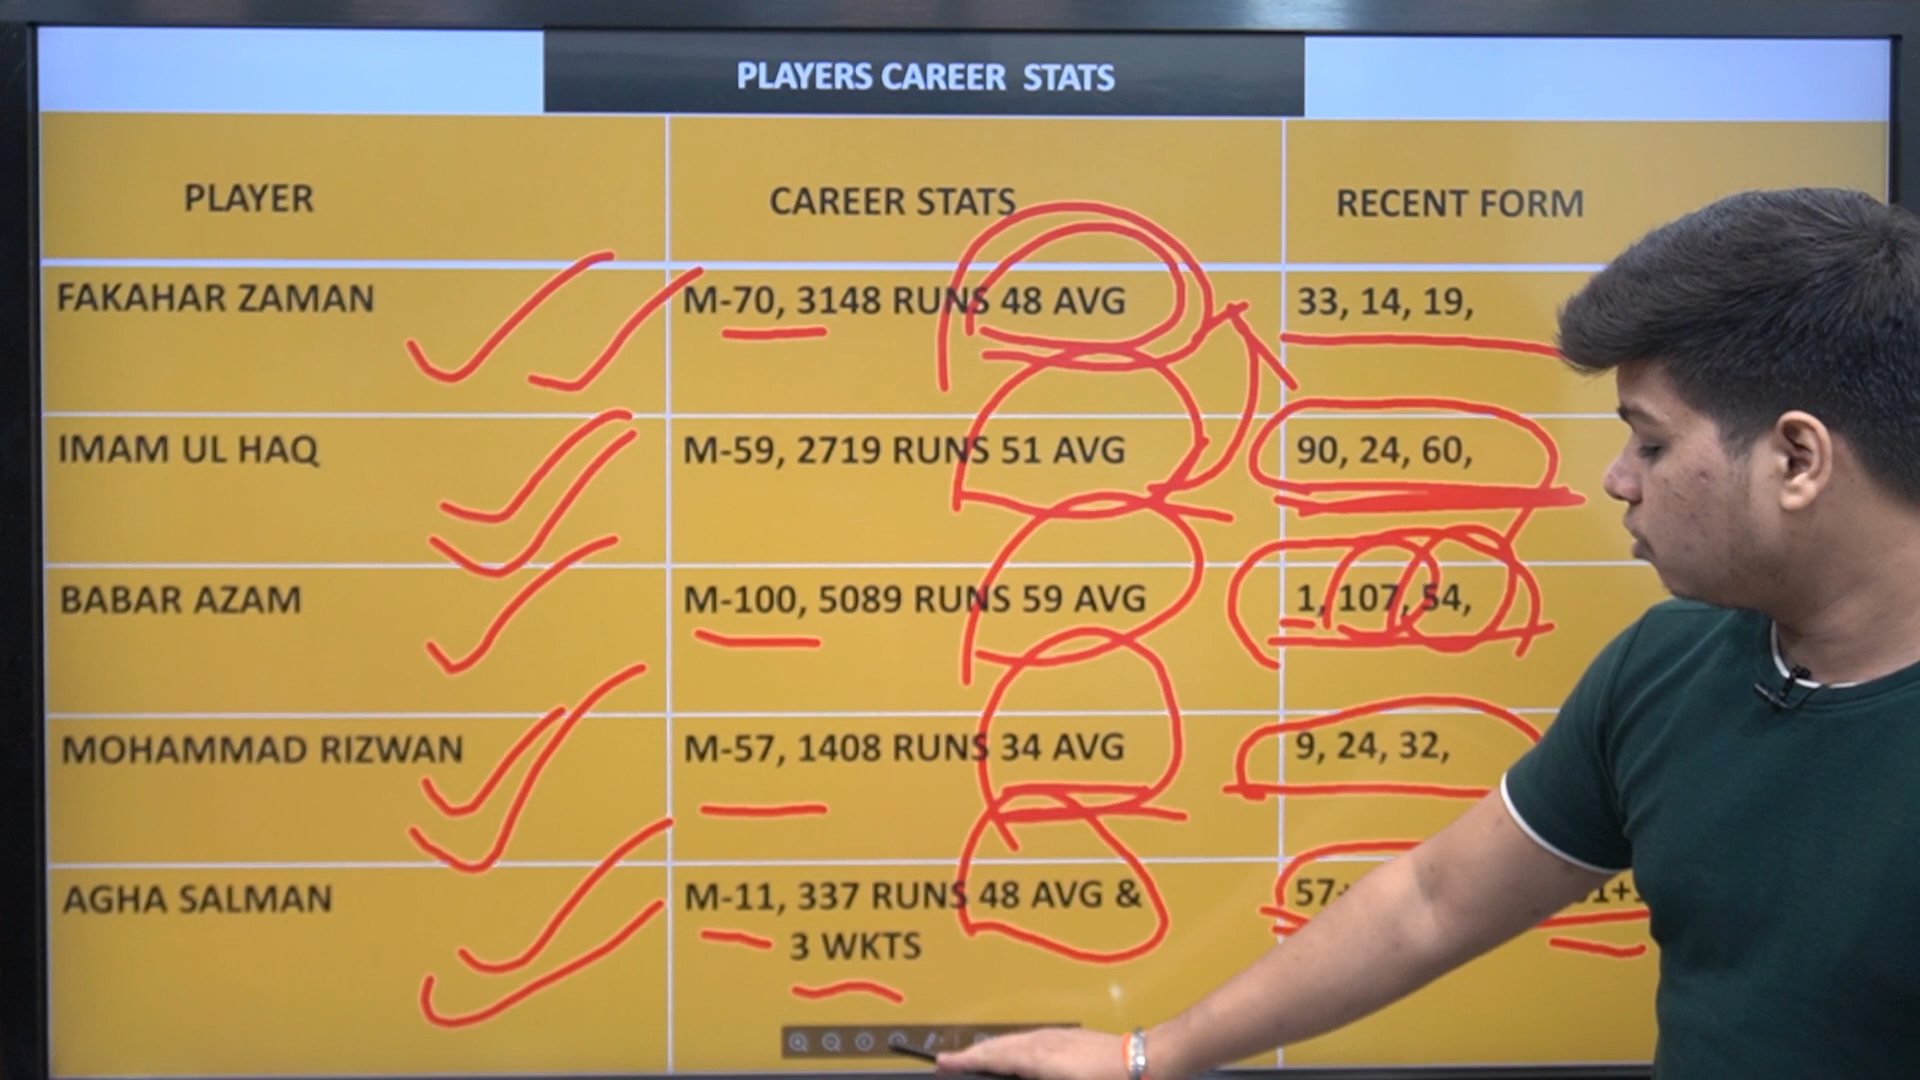 PLAYERS CAREER STATS
PLAYER CAREER STATS RECENT FORM
FAKAHAR ZAMAN M-70, 3148 RUNS 48 AVG 33, 14, 19,
IMAM UL HAQ M-59, 2719 RUNS 51 AVG 90, 24, 60,
BABAR AZAM M-100, 5089 RUNS 59 AVG 1, 107, 54,
MOHAMMAD RIZWAN M-57, 1408 RUNS 34 AVG 9, 24, 32,
AGHA SALMAN M-11, 337 RUNS 48 AVG &
3 WKTS